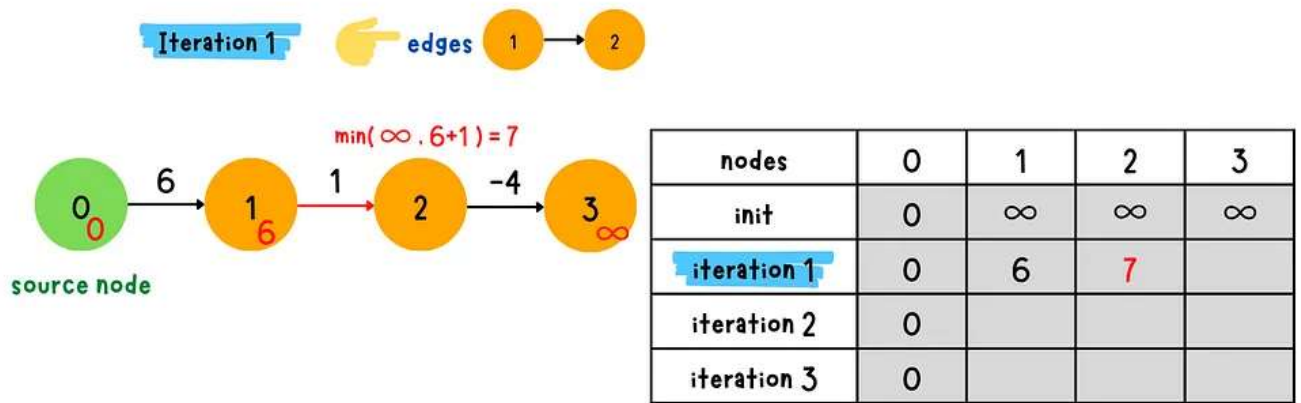 Iteration 1
edges
1
2
min(∞ , 6+1) = 7
6
1
-4
0
0
1
6
2
3
∞
source node
nodes 0 1 2 3
init 0 ∞ ∞ ∞
iteration 1 0 6 7
iteration 2 0
iteration 3 0